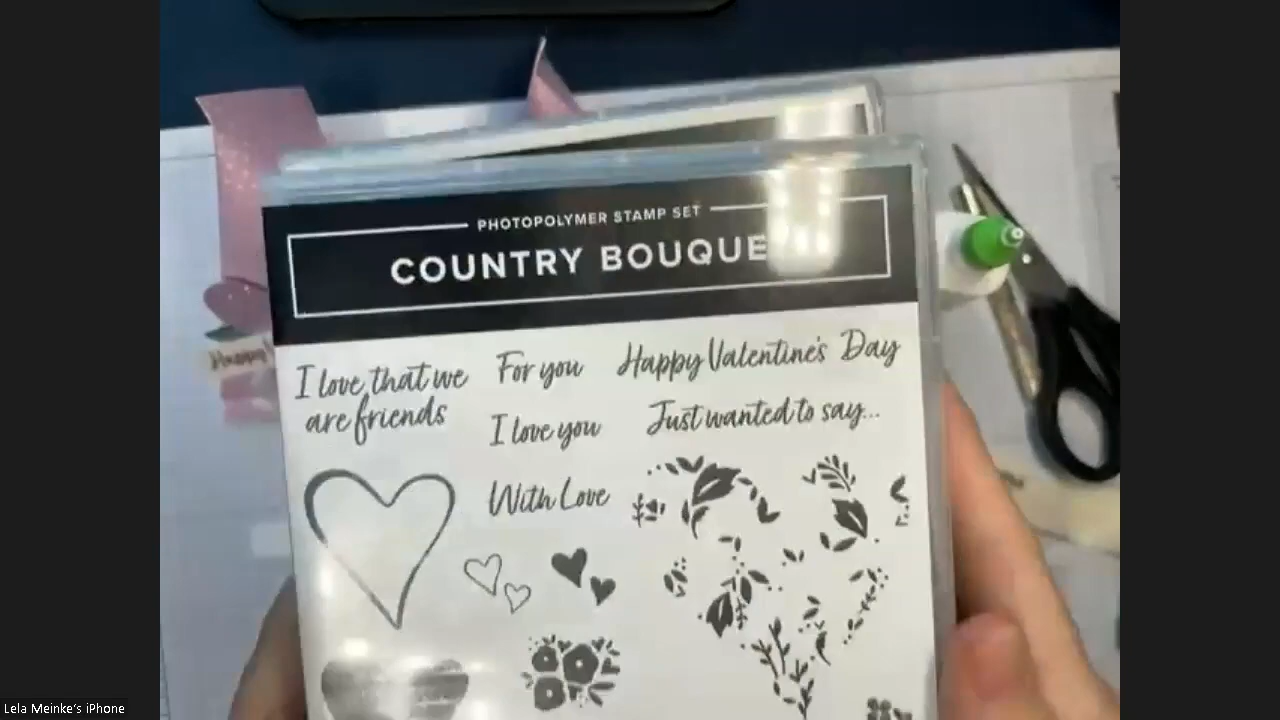 PHOTOPOLYMER STAMP SET
COUNTRY BOUQUE
I love that we
are friends
For you
Happy Valentine's Day
I love you
Just wanted to say...
With Love
Happy
Lela Meinke's iPhone